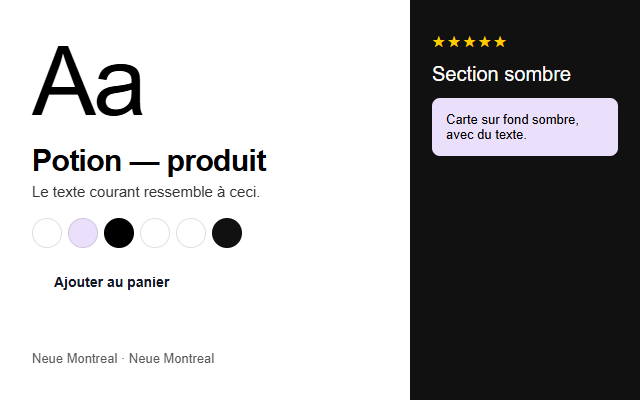 Aa
Potion — produit
Le texte courant ressemble à ceci.
Ajouter au panier
Neue Montreal · Neue Montreal
★★★★★
Section sombre
Carte sur fond sombre,
avec du texte.